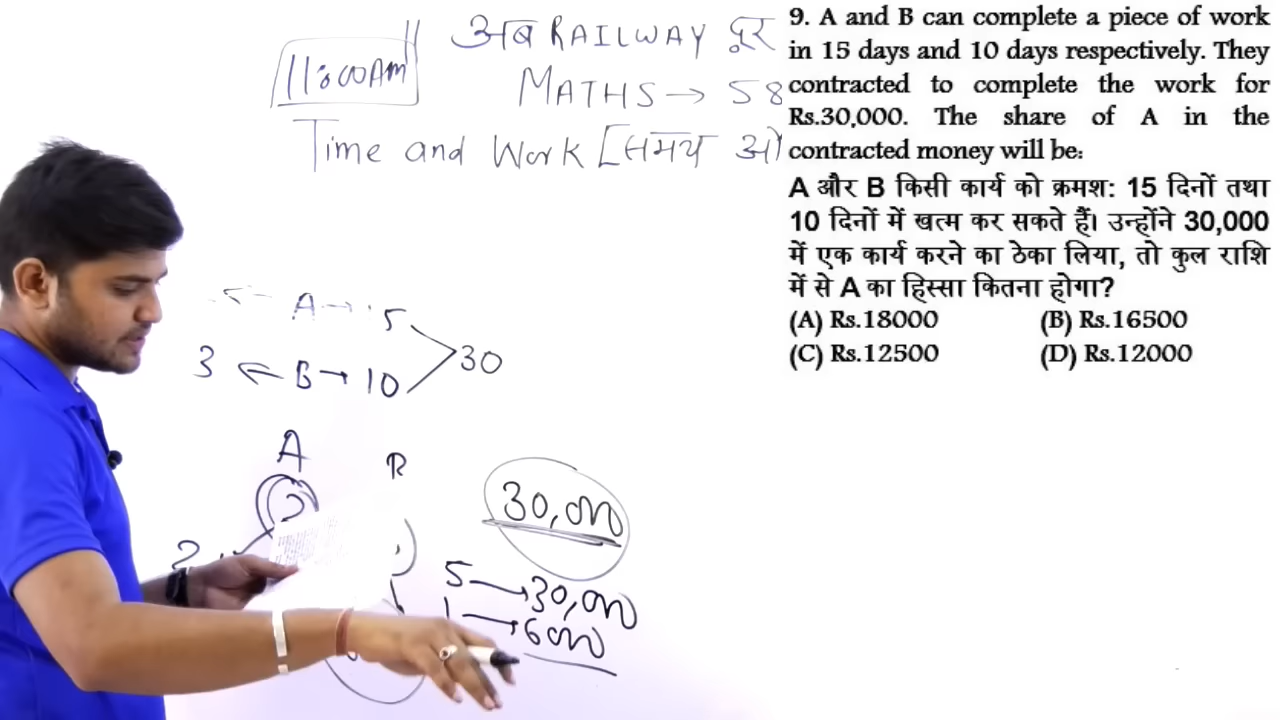 11:00AM
अब RAILWAY दूर
MATHS → 58
Time and Work [समय ओ
9. A and B can complete a piece of work
in 15 days and 10 days respectively. They
contracted to complete the work for
Rs.30,000. The share of A in the
contracted money will be:
A और B किसी कार्य को क्रमश: 15 दिनों तथा
10 दिनों में खत्म कर सकते हैं। उन्होंने 30,000
में एक कार्य करने का ठेका लिया, तो कुल राशि
में से A का हिस्सा कितना होगा?
(A) Rs.18000 (B) Rs.16500
(C) Rs.12500 (D) Rs.12000
A → 15
3 ← B → 10
30
A B
2
2
30,000
5 → 30,000
1 → 6000